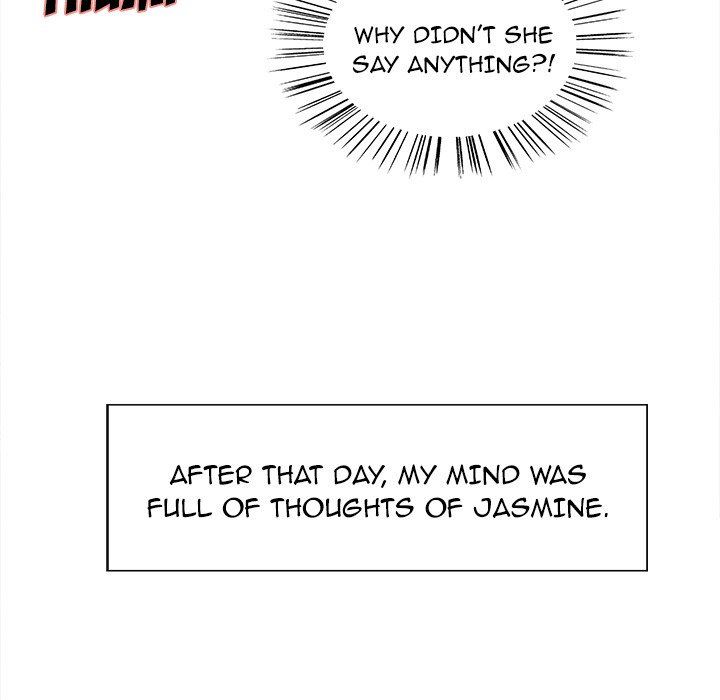 WHY DIDN'T SHE
SAY ANYTHING?!
AFTER THAT DAY, MY MIND WAS
FULL OF THOUGHTS OF JASMINE.